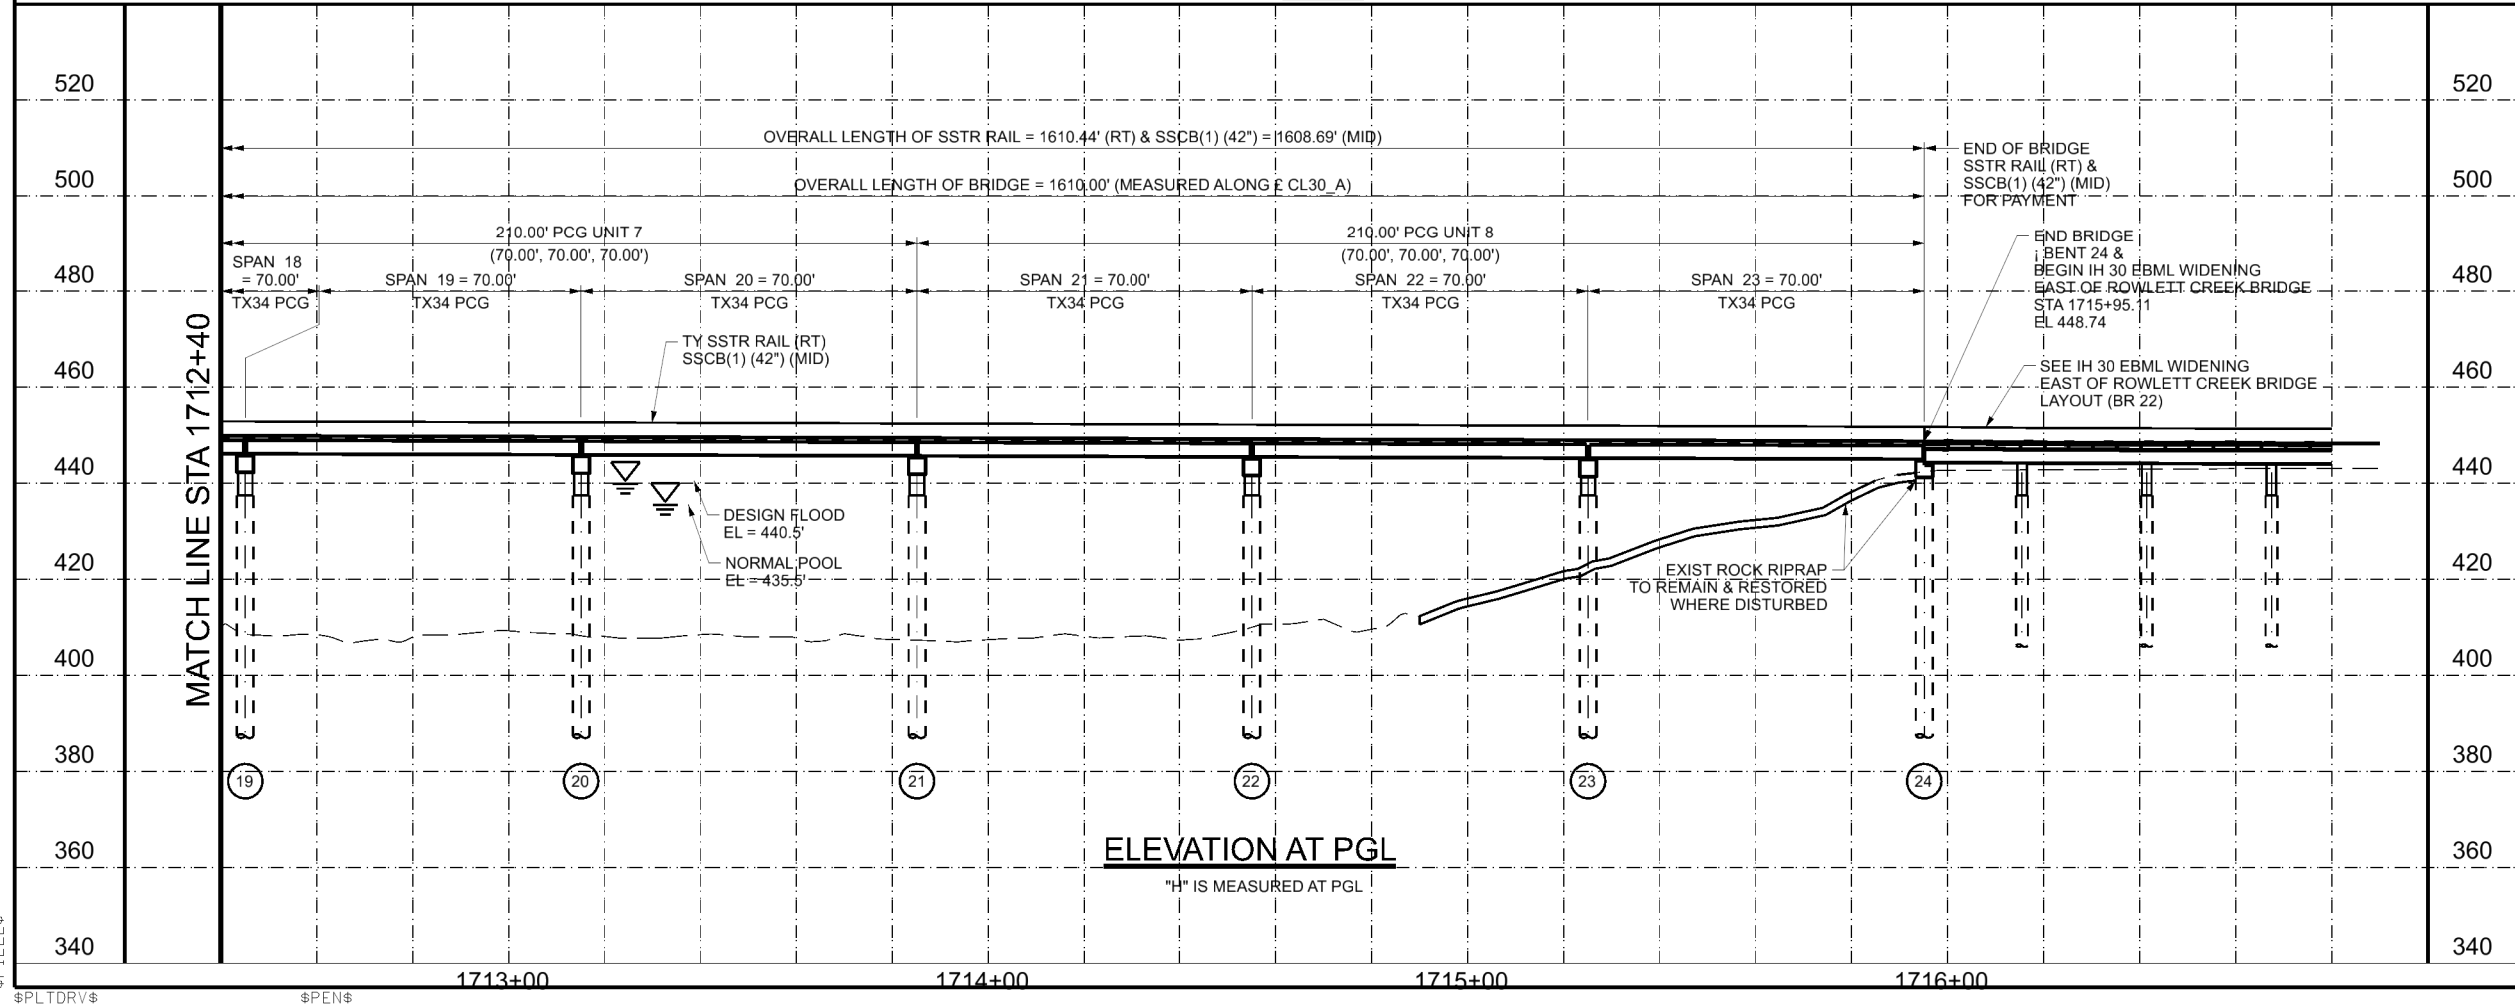 520
500
480
460
440
420
400
380
360
340
MATCH LINE STA 1712+40
OVERALL LENGTH OF SSTR RAIL = 1610.44' (RT) & SSCB(1) (42") = 1608.69' (MID)
OVERALL LENGTH OF BRIDGE = 1610.00' (MEASURED ALONG ℄ CL30_A)
210.00' PCG UNIT 7
(70.00', 70.00', 70.00')
210.00' PCG UNIT 8
(70.00', 70.00', 70.00')
SPAN 18
= 70.00'
TX34 PCG
SPAN 19 = 70.00'
TX34 PCG
SPAN 20 = 70.00'
TX34 PCG
SPAN 21 = 70.00'
TX34 PCG
SPAN 22 = 70.00'
TX34 PCG
SPAN 23 = 70.00'
TX34 PCG
END OF BRIDGE
SSTR RAIL (RT) &
SSCB(1) (42") (MID)
FOR PAYMENT
END BRIDGE
¡ BENT 24 &
BEGIN IH 30 EBML WIDENING
EAST OF ROWLETT CREEK BRIDGE
STA 1715+95.11
EL 448.74
TY SSTR RAIL (RT)
SSCB(1) (42") (MID)
SEE IH 30 EBML WIDENING
EAST OF ROWLETT CREEK BRIDGE
LAYOUT (BR 22)
DESIGN FLOOD
EL = 440.5'
NORMAL POOL
EL = 435.5'
EXIST ROCK RIPRAP
TO REMAIN & RESTORED
WHERE DISTURBED
19
20
21
22
23
24
ELEVATION AT PGL
"H" IS MEASURED AT PGL
520
500
480
460
440
420
400
380
360
340
1713+00
1714+00
1715+00
1716+00
$PLTDRV$
$PEN$